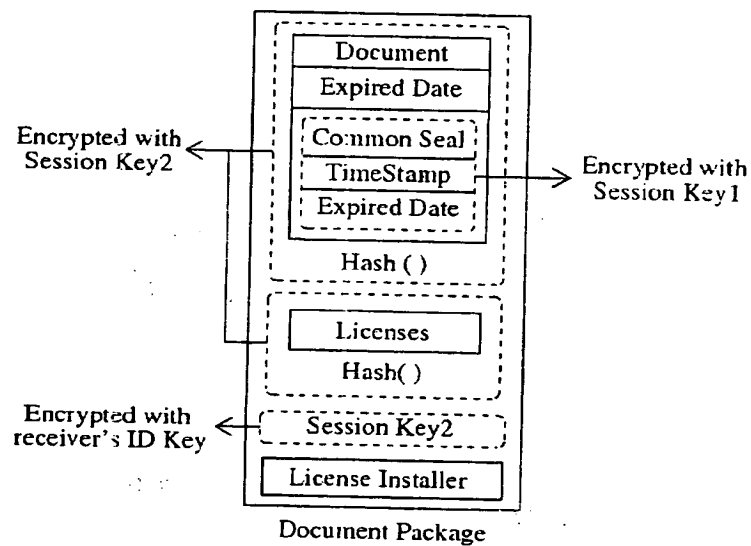 Document
Expired Date
Common Seal
TimeStamp
Expired Date
Hash ( )
Encrypted with
Session Key2
Encrypted with
Session Key1
Licenses
Hash( )
Encrypted with
receiver's ID Key
Session Key2
License Installer
Document Package